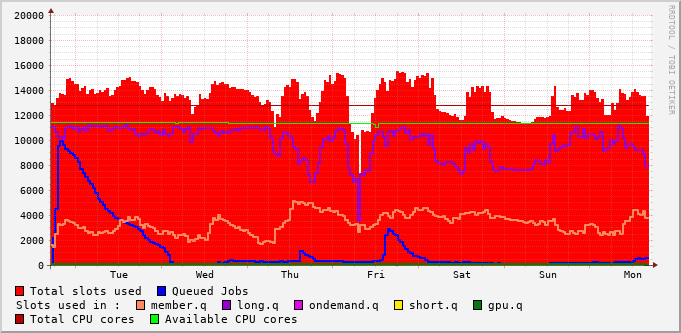 20000
18000
16000
14000
12000
10000
8000
6000
4000
2000
0
Tue Wed Thu Fri Sat Sun Mon
Total slots used Queued Jobs
Slots used in : member.q long.q ondemand.q short.q gpu.q
Total CPU cores Available CPU cores
RRDTOOL / TOBI OETIKER